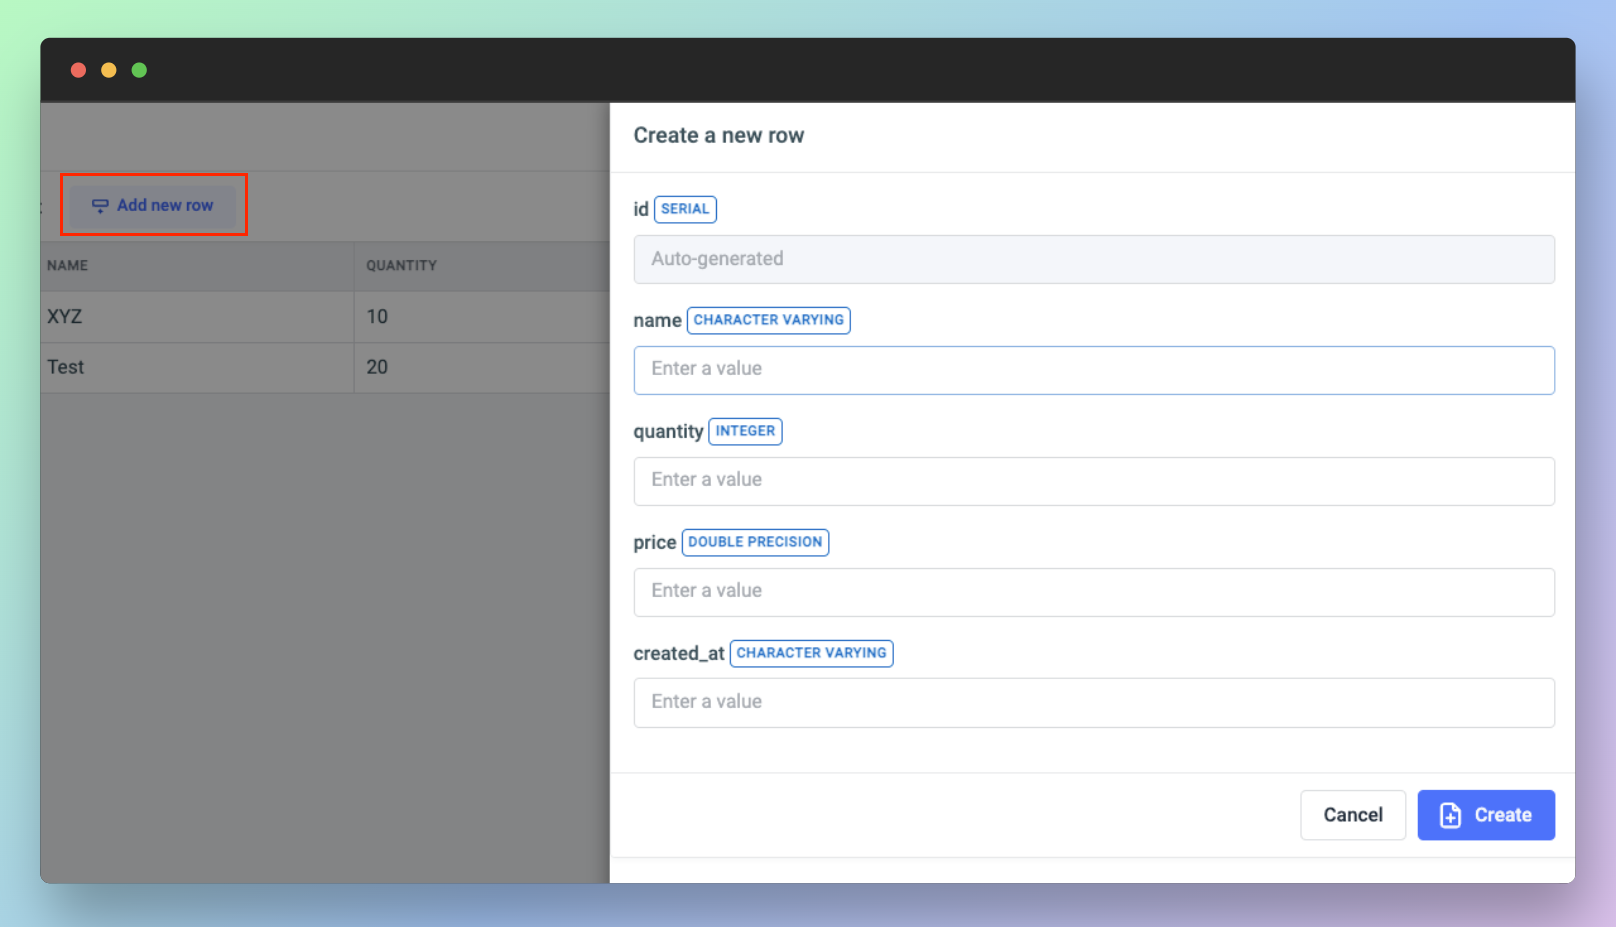 Add new row
NAME QUANTITY
XYZ 10
Test 20
Create a new row
id SERIAL
Auto-generated
name CHARACTER VARYING
Enter a value
quantity INTEGER
Enter a value
price DOUBLE PRECISION
Enter a value
created_at CHARACTER VARYING
Enter a value
Cancel Create